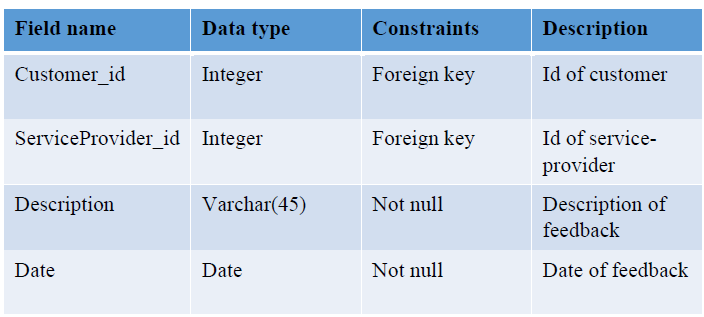 Field name Data type Constraints Description
Customer_id Integer Foreign key Id of customer
ServiceProvider_id Integer Foreign key Id of service-
provider
Description Varchar(45) Not null Description of
feedback
Date Date Not null Date of feedback